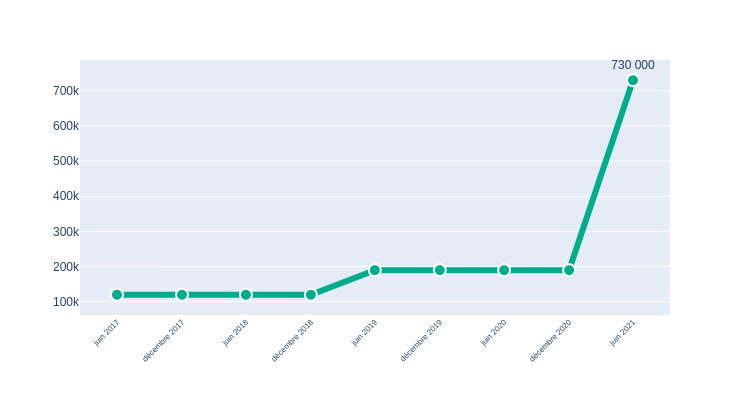 730 000
700k
600k
500k
400k
300k
200k
100k
juin 2017
décembre 2017
juin 2018
décembre 2018
juin 2019
décembre 2019
juin 2020
décembre 2020
juin 2021